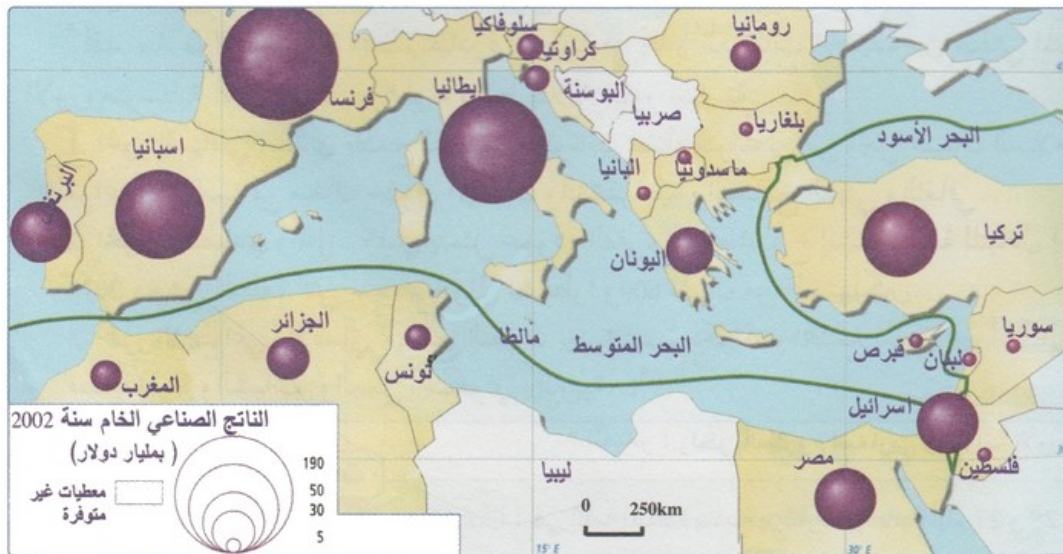 سلوفاكيا
كراوتيا
رومانيا
فرنسا
ايطاليا
البوسنة
صربيا
بلغاريا
البحر الأسود
اسبانيا
البانيا
ماسدونيا
اليونان
تركيا
الجزائر
تونس
مالطا
البحر المتوسط
قبرص
لبنان
سوريا
المغرب
اسرائيل
فلسطين
مصر
ليبيا
الناتج الصناعي الخام سنة 2002
( بمليار دولار)
190
50
30
5
معطيات غير
متوفرة
0 250km
15° E
30° E